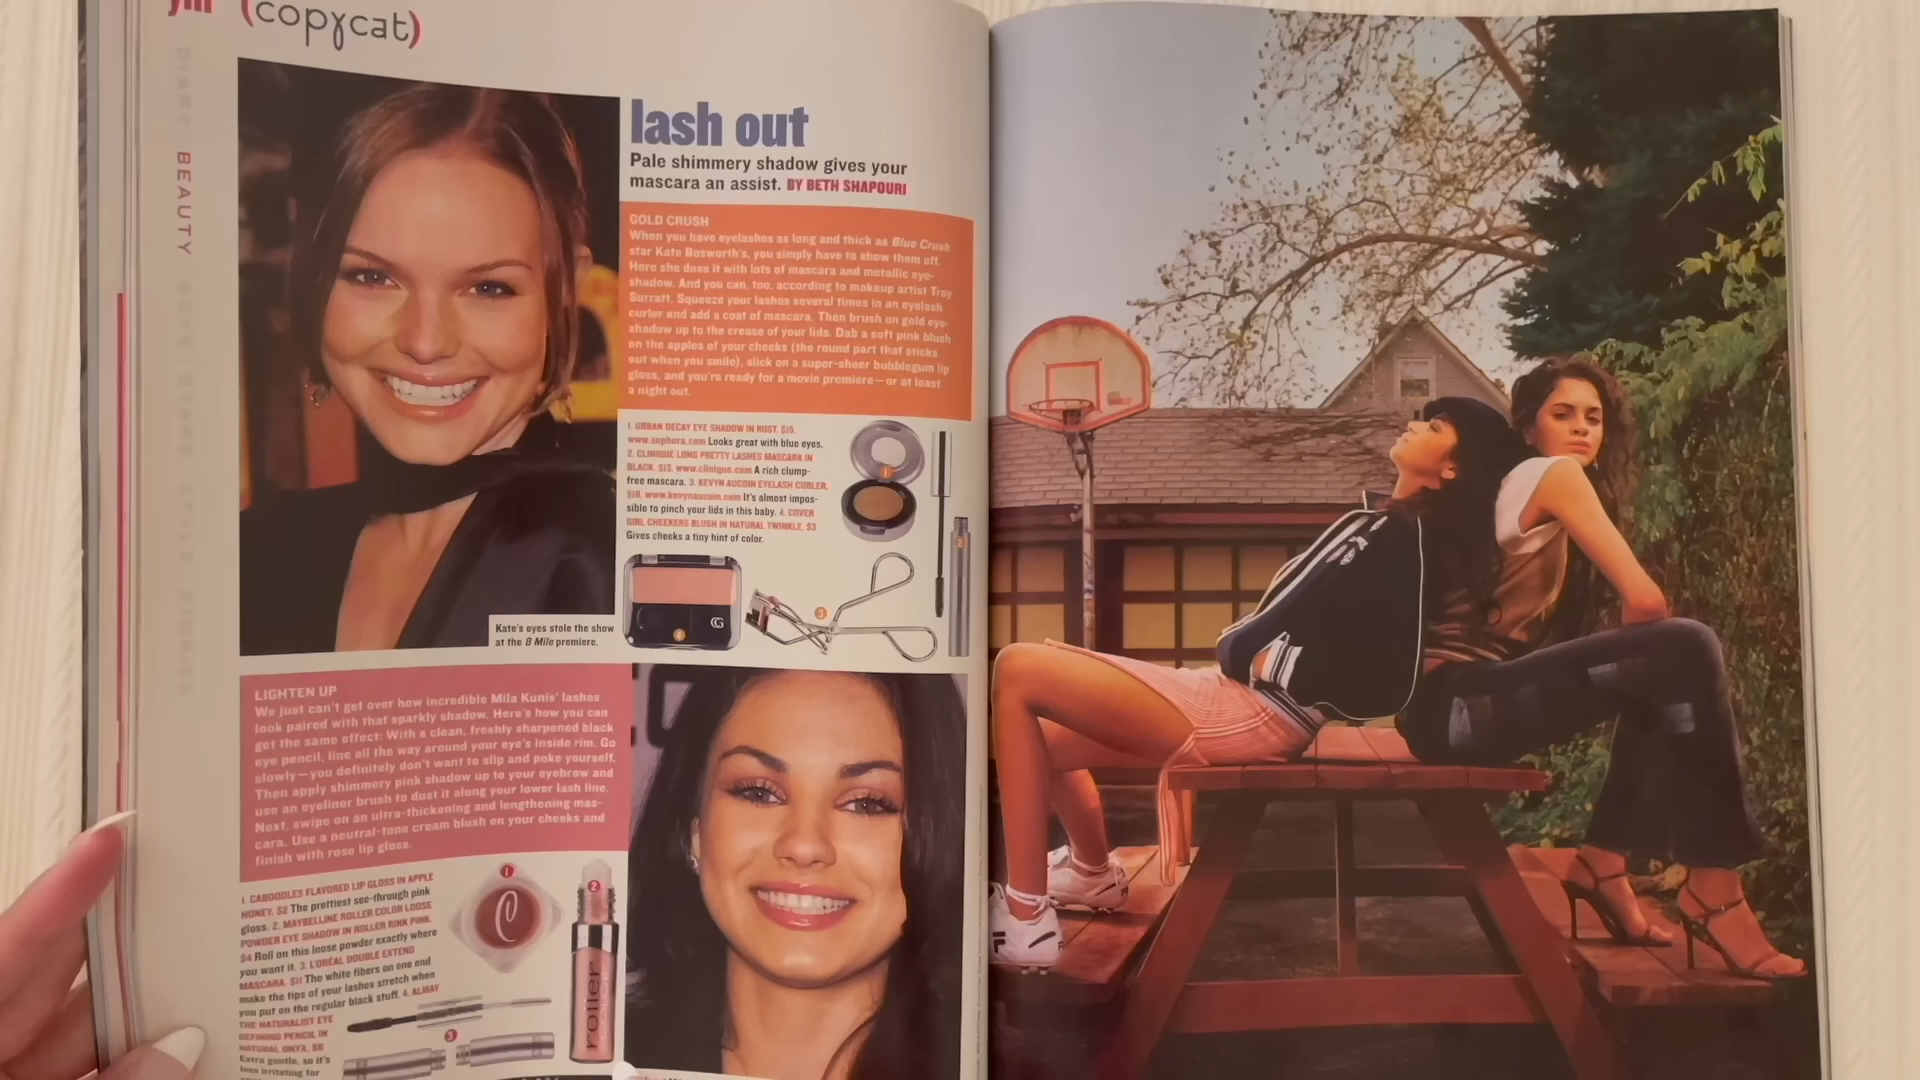 ym (copycat)
DIARY BEAUTY
lash out
Pale shimmery shadow gives your
mascara an assist. BY BETH SHAPOURI
GOLD CRUSH
When you have eyelashes as long and thick as Blue Crush
star Kate Bosworth's, you simply have to show them off.
Here she does it with lots of mascara and metallic eye-
shadow. And you can, too, according to makeup artist Troy
Surratt. Squeeze your lashes several times in an eyelash
curler and add a coat of mascara. Then brush on gold eye-
shadow up to the crease of your lids. Dab a soft pink blush
on the apples of your cheeks (the round part that sticks
out when you smile), slick on a super-sheer bubblegum lip
gloss, and you're ready for a movie premiere—or at least
a night out.
1. URBAN DECAY EYE SHADOW IN RUST, $15,
www.sephora.com Looks great with blue eyes.
2. CLINIQUE LONG PRETTY LASHES MASCARA IN
BLACK, $13, www.clinique.com A rich clump-
free mascara. 3. KEVYN AUCOIN EYELASH CURLER,
www.kevynaucoin.com It's almost impos-
sible to pinch your lids in this baby. 4. COVER
GIRL CHEEKERS BLUSH IN NATURAL TWINKLE, $3
Gives cheeks a tiny hint of color.
1
2
3
4
CG
Kate's eyes stole the show
at the 8 Mile premiere.
LIGHTEN UP
We just can't get over how incredible Mila Kunis' lashes
look paired with that sparkly shadow. Here's how you can
get the same effect: With a clean, freshly sharpened black
eye pencil, line all the way around your eye's inside rim. Go
slowly—you definitely don't want to slip and poke yourself.
Then apply shimmery pink shadow up to your eyebrow and
use an eyeliner brush to dust it along your lower lash line.
Next, swipe on an ultra-thickening and lengthening mas-
cara. Use a neutral-tone cream blush on your cheeks and
finish with rose lip gloss.
1. CABOODLES FLAVORED LIP GLOSS IN APPLE
HONEY, $2 The prettiest see-through pink
gloss. 2. MAYBELLINE ROLLER COLOR LOOSE
POWDER EYE SHADOW IN ROLLER RINK PINK,
$4 Roll on this loose powder exactly where
you want it. 3. L'ORÉAL DOUBLE EXTEND
MASCARA, $11 The white fibers on one end
make the tips of your lashes stretch when
you put on the regular black stuff. 4. ALMAY
THE NATURALIST EYE
DEFINING PENCIL IN
NATURAL ONYX, $6
Extra gentle, so it's
less irritating for
1
2
3
C
roller